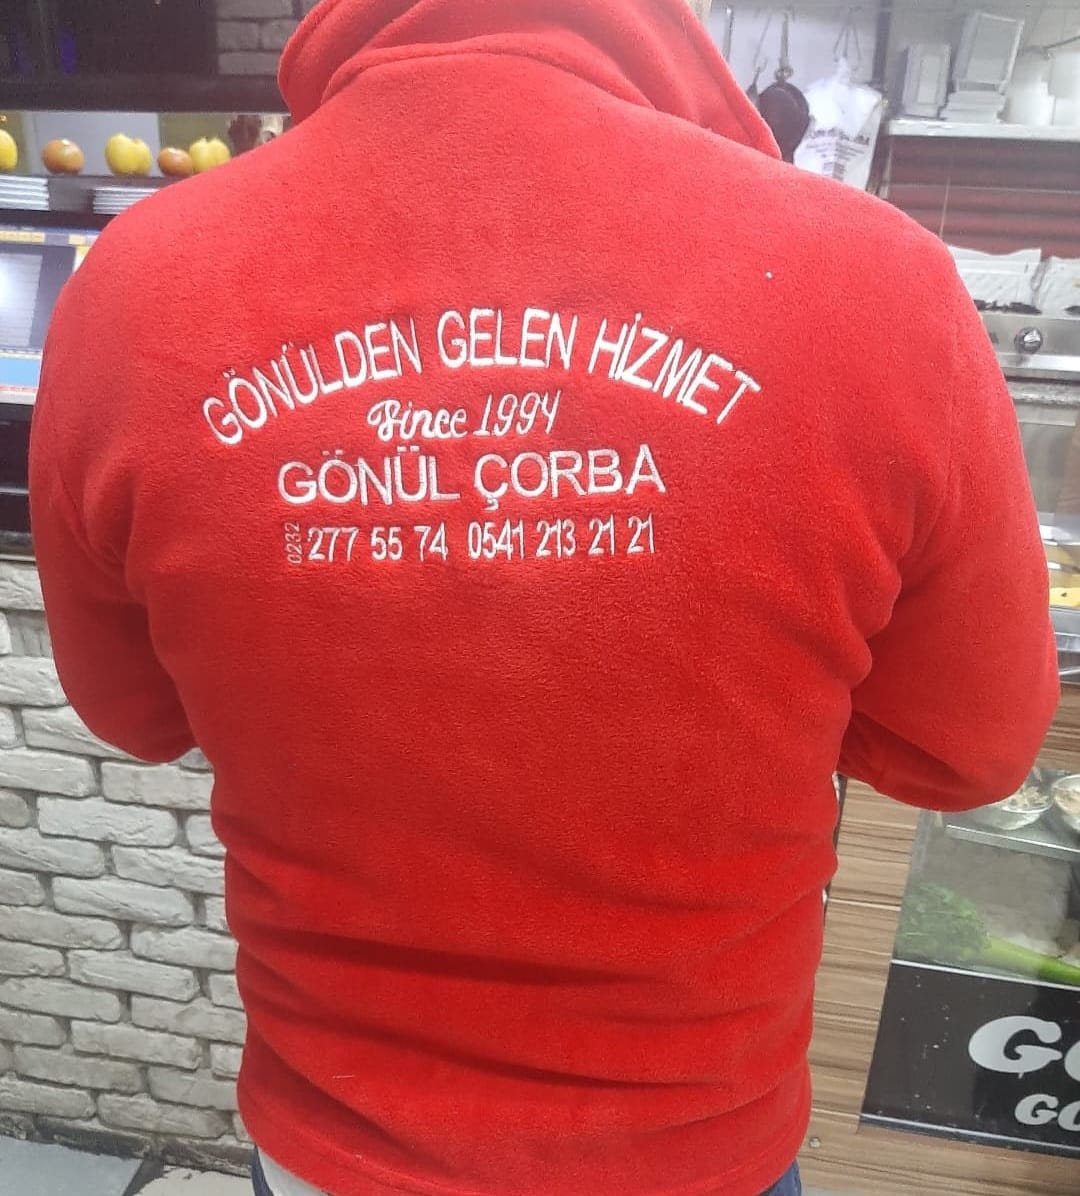 GÖNÜLDEN GELEN HİZMET
Since 1994
GÖNÜL ÇORBA
0232 277 55 74 0541 213 21 21